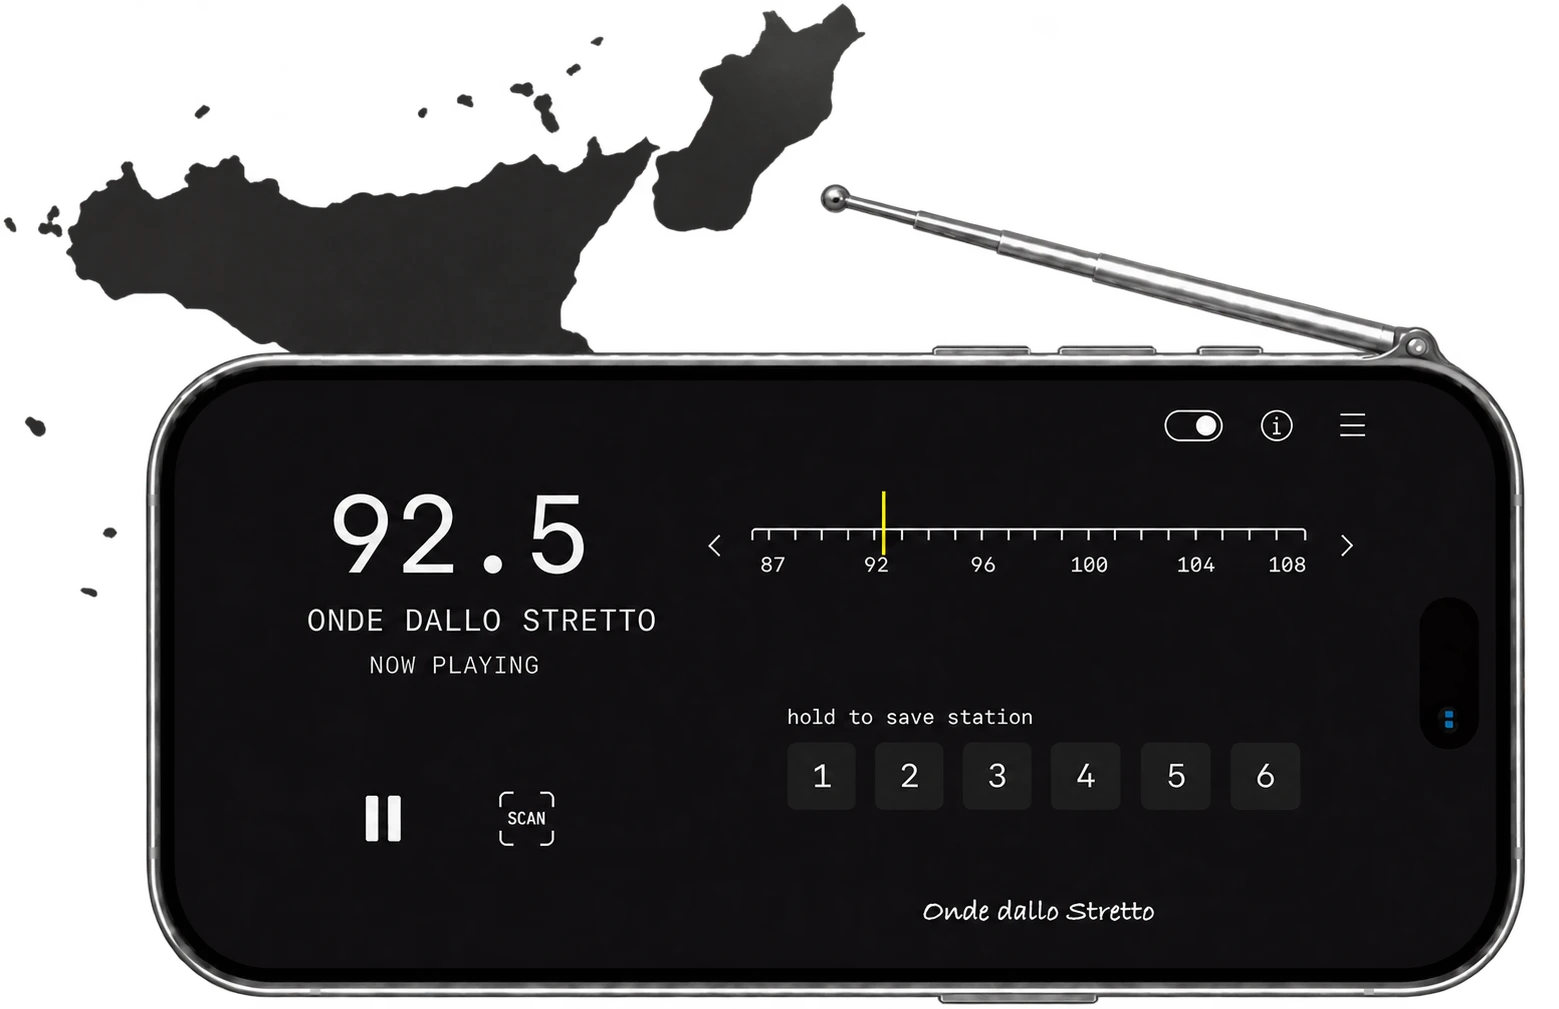 92.5
ONDE DALLO STRETTO
NOW PLAYING
SCAN
87 92 96 100 104 108
hold to save station
1 2 3 4 5 6
Onde dallo Stretto